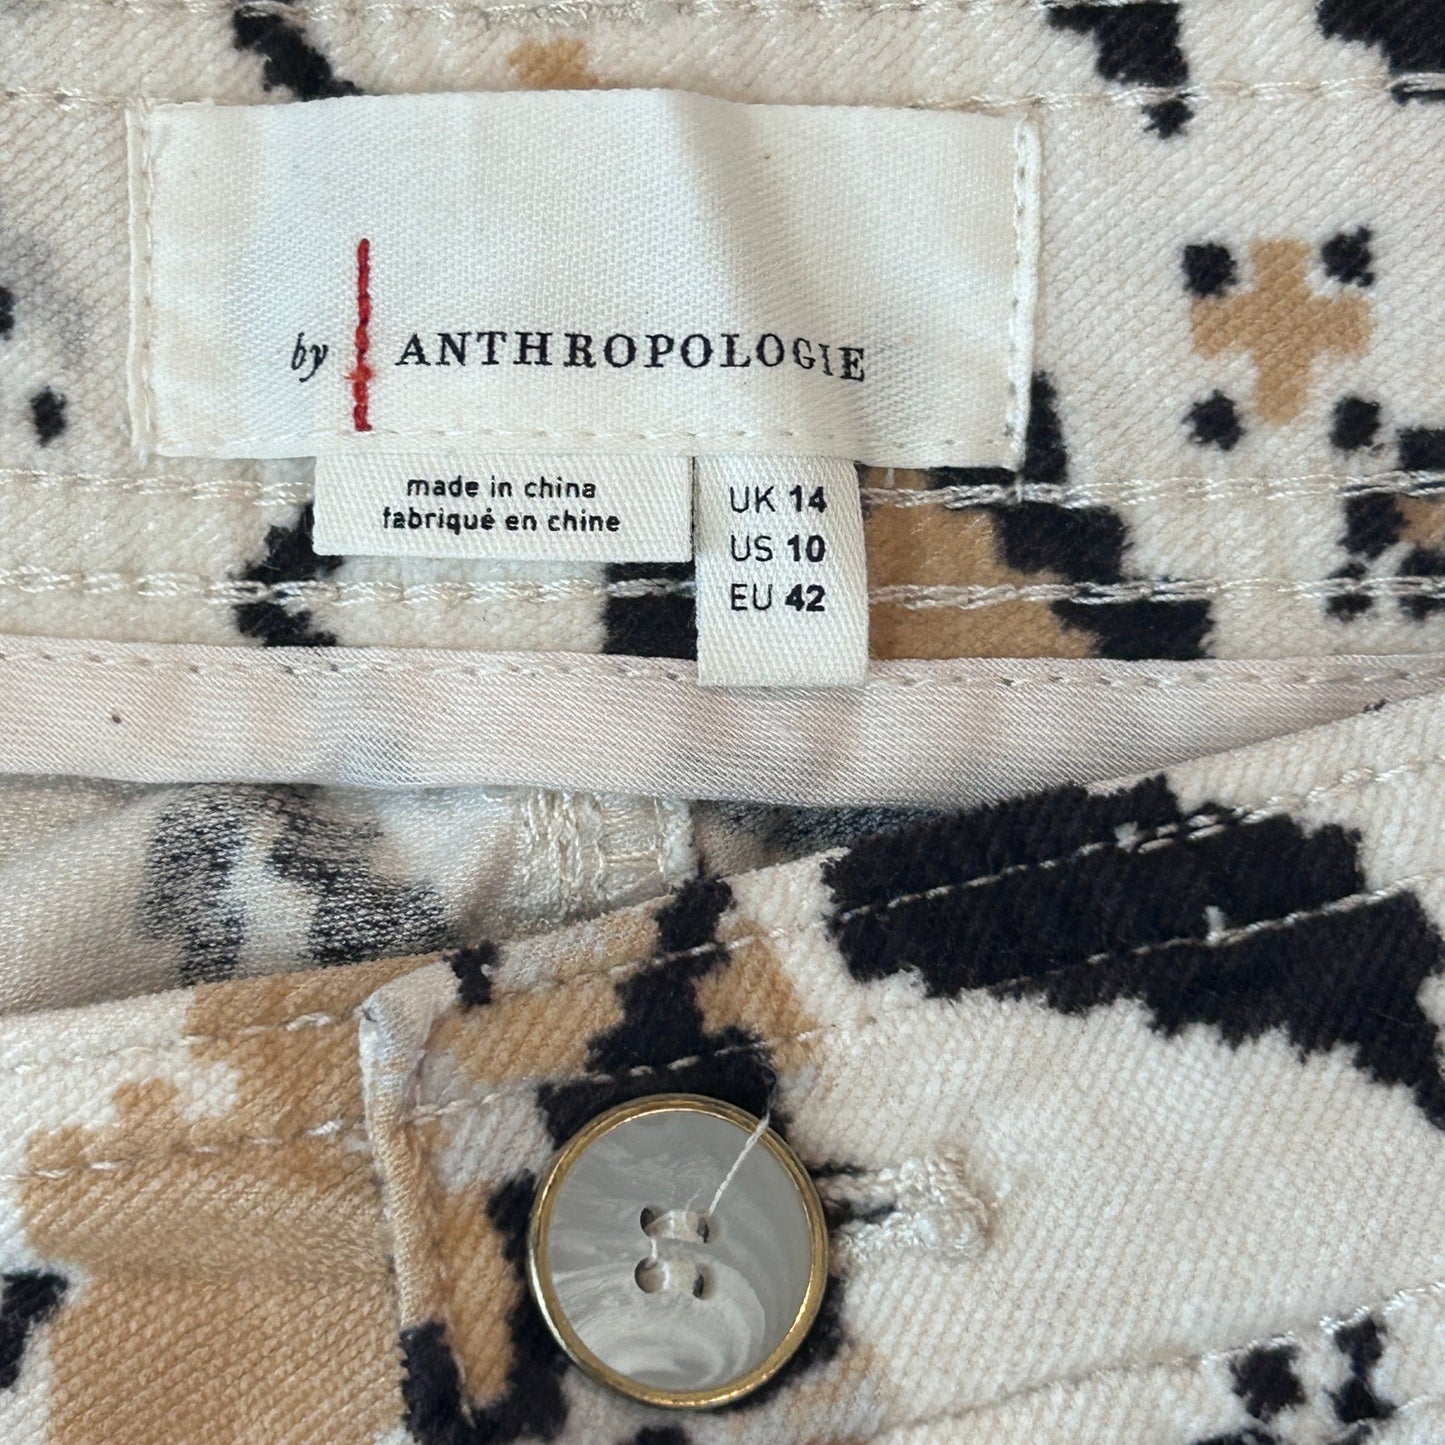 by ANTHROPOLOGIE
made in china
fabriqué en chine
UK 14
US 10
EU 42